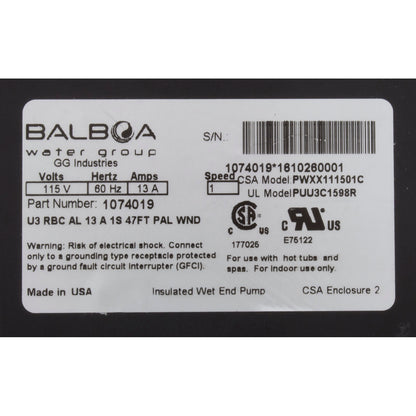 BALBOA
water group
GG Industries
S/N:
1074019*1610260001
Volts Hertz Amps
115 V 60 Hz 13 A
Speed
1
CSA Model PWXX111501C
UL Model PUU3C1598R
Part Number: 1074019
U3 RBC AL 13 A 1S 47FT PAL WND
C US
177026
C US
E75122
Warning: Risk of electrical shock. Connect
only to a grounding type receptacle protected
by a ground fault circuit interrupter (GFCI).
For use with hot tubs and
spas. For Indoor use only.
Made in USA
Insulated Wet End Pump
CSA Enclosure 2